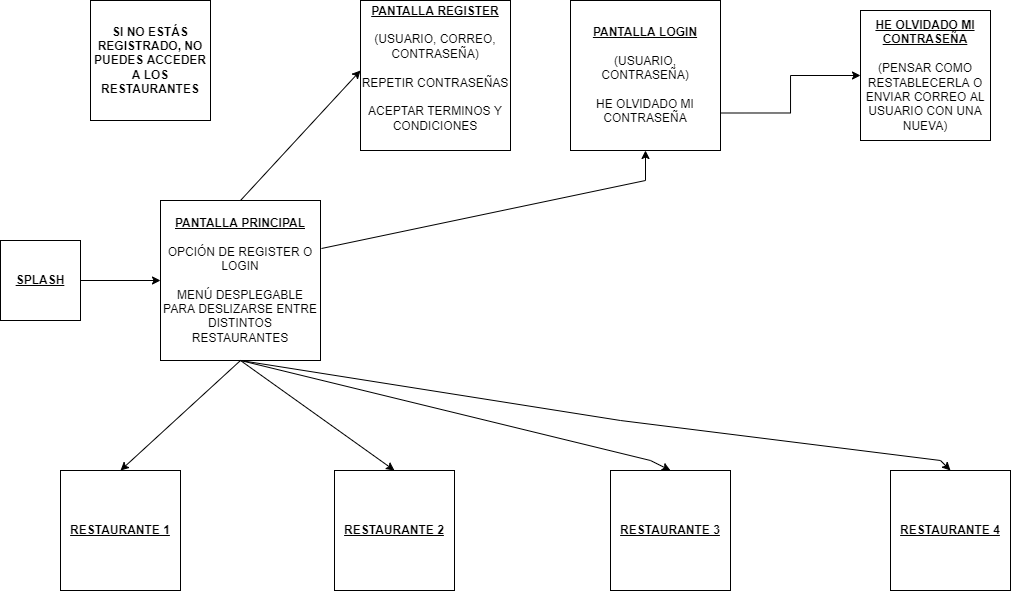 SI NO ESTÁS
REGISTRADO, NO
PUEDES ACCEDER
A LOS
RESTAURANTES
PANTALLA REGISTER
(USUARIO, CORREO,
CONTRASEÑA)
REPETIR CONTRASEÑAS
ACEPTAR TERMINOS Y
CONDICIONES
PANTALLA LOGIN
(USUARIO,
CONTRASEÑA)
HE OLVIDADO MI
CONTRASEÑA
HE OLVIDADO MI
CONTRASEÑA
(PENSAR COMO
RESTABLECERLA O
ENVIAR CORREO AL
USUARIO CON UNA
NUEVA)
SPLASH
PANTALLA PRINCIPAL
OPCIÓN DE REGISTER O
LOGIN
MENÚ DESPLEGABLE
PARA DESLIZARSE ENTRE
DISTINTOS
RESTAURANTES
RESTAURANTE 1
RESTAURANTE 2
RESTAURANTE 3
RESTAURANTE 4